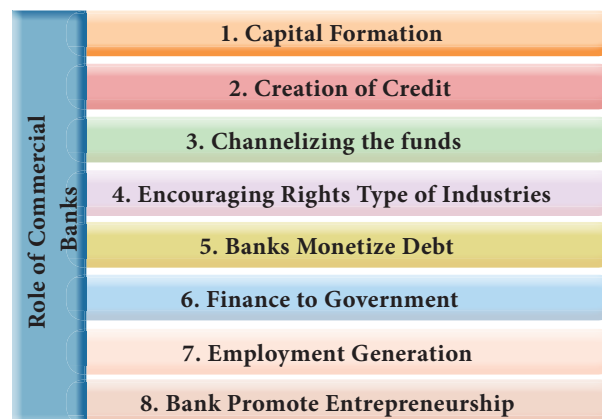 Role of Commercial
Banks
1. Capital Formation
2. Creation of Credit
3. Channelizing the funds
4. Encouraging Rights Type of Industries
5. Banks Monetize Debt
6. Finance to Government
7. Employment Generation
8. Bank Promote Entrepreneurship